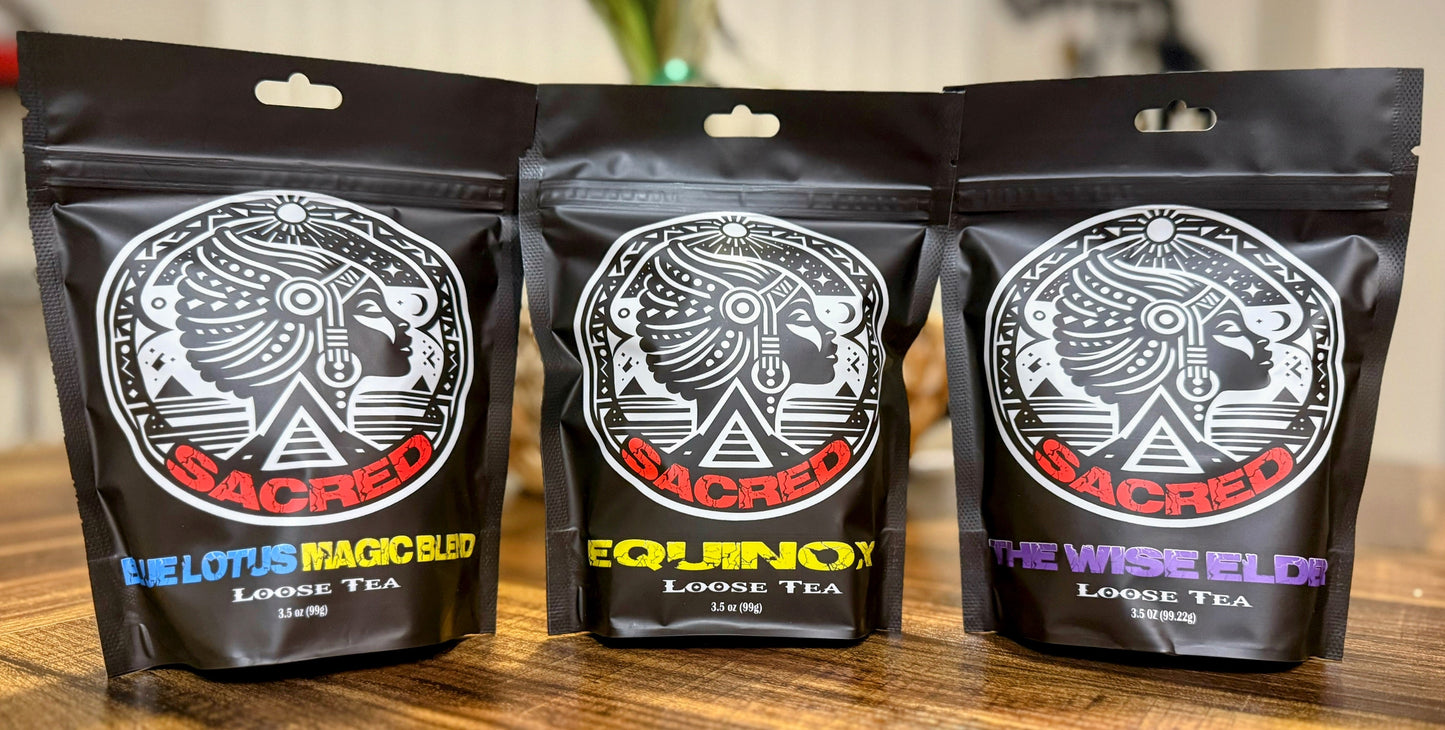 SACRED
BLUE LOTUS MAGIC BLEND
LOOSE TEA
3.5 oz (99g)
SACRED
EQUINOX
LOOSE TEA
3.5 oz (99g)
SACRED
THE WISE ELDER
LOOSE TEA
3.5 oz (99.22g)